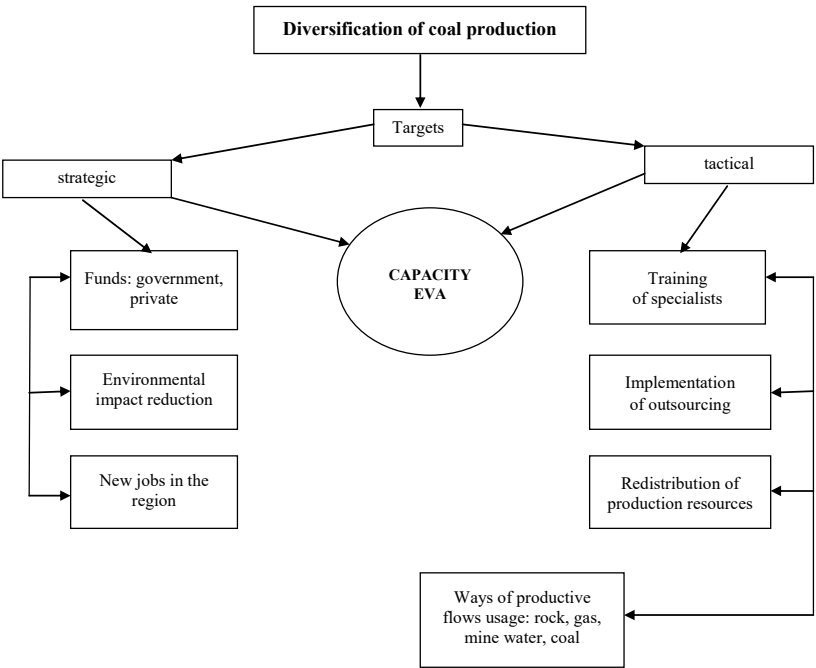 Diversification of coal production
Targets
strategic
tactical
CAPACITY
EVA
Funds: government,
private
Training
of specialists
Environmental
impact reduction
Implementation
of outsourcing
New jobs in the
region
Redistribution of
production resources
Ways of productive
flows usage: rock, gas,
mine water, coal